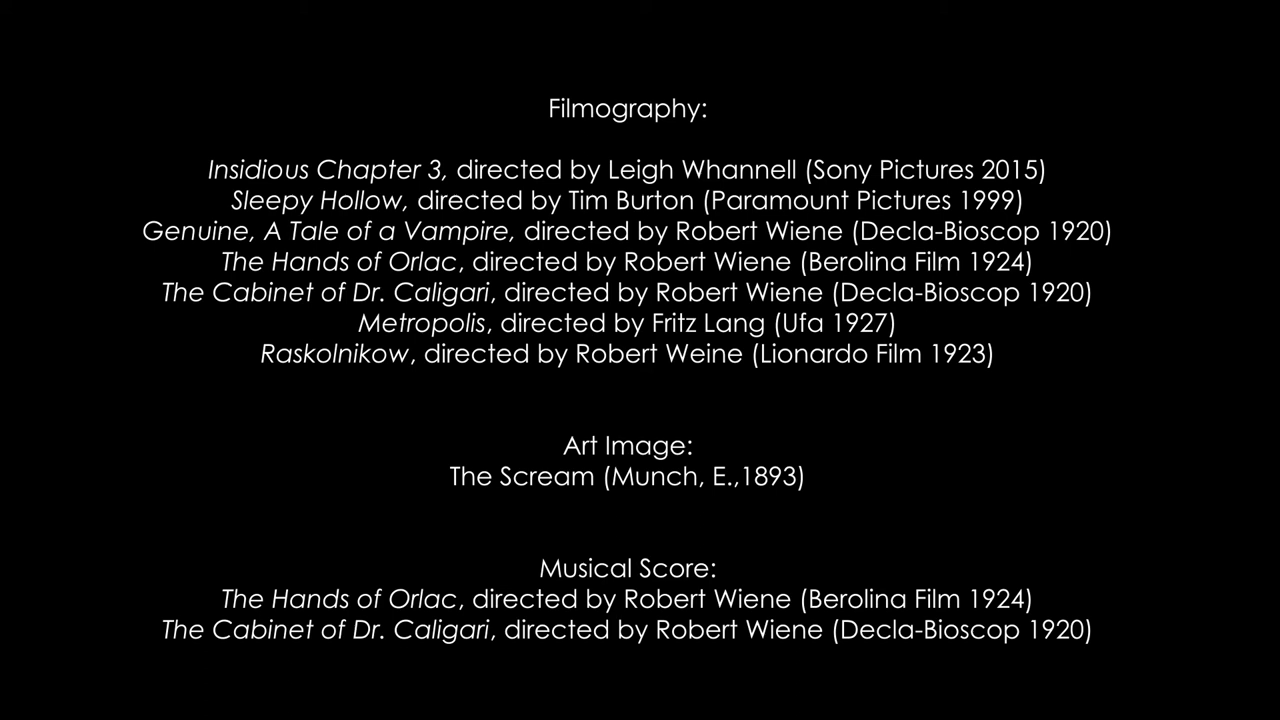 Filmography:
Insidious Chapter 3, directed by Leigh Whannell (Sony Pictures 2015)
Sleepy Hollow, directed by Tim Burton (Paramount Pictures 1999)
Genuine, A Tale of a Vampire, directed by Robert Wiene (Decla-Bioscop 1920)
The Hands of Orlac, directed by Robert Wiene (Berolina Film 1924)
The Cabinet of Dr. Caligari, directed by Robert Wiene (Decla-Bioscop 1920)
Metropolis, directed by Fritz Lang (Ufa 1927)
Raskolnikow, directed by Robert Weine (Lionardo Film 1923)
Art Image:
The Scream (Munch, E.,1893)
Musical Score:
The Hands of Orlac, directed by Robert Wiene (Berolina Film 1924)
The Cabinet of Dr. Caligari, directed by Robert Wiene (Decla-Bioscop 1920)